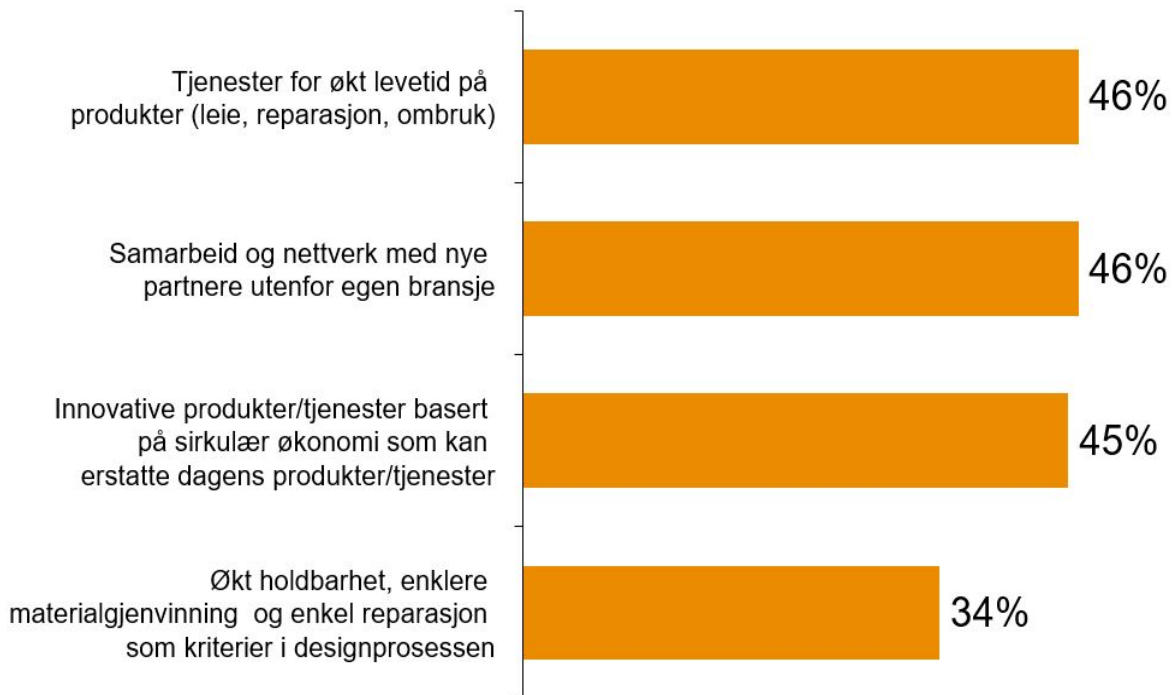 Tjenester for økt levetid på
produkter (leie, reparasjon, ombruk)
46%
Samarbeid og nettverk med nye
partnere utenfor egen bransje
46%
Innovative produkter/tjenester basert
på sirkulær økonomi som kan
erstatte dagens produkter/tjenester
45%
Økt holdbarhet, enklere
materialgjenvinning og enkel reparasjon
som kriterier i designprosessen
34%